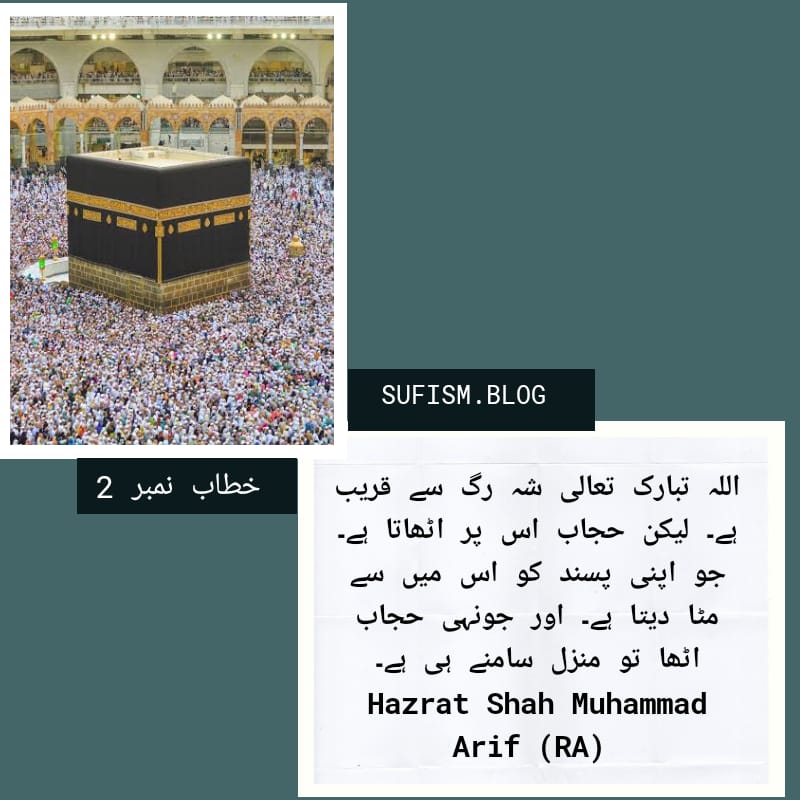 SUFISM.BLOG
خطاب نمبر 2
اللہ تبارک تعالی شہ رگ سے قریب
ہے۔ لیکن حجاب اس پر اٹھاتا ہے۔
جو اپنی پسند کو اس میں سے
مٹا دیتا ہے۔ اور جونہی حجاب
اٹھا تو منزل سامنے ہی ہے۔
Hazrat Shah Muhammad
Arif (RA)